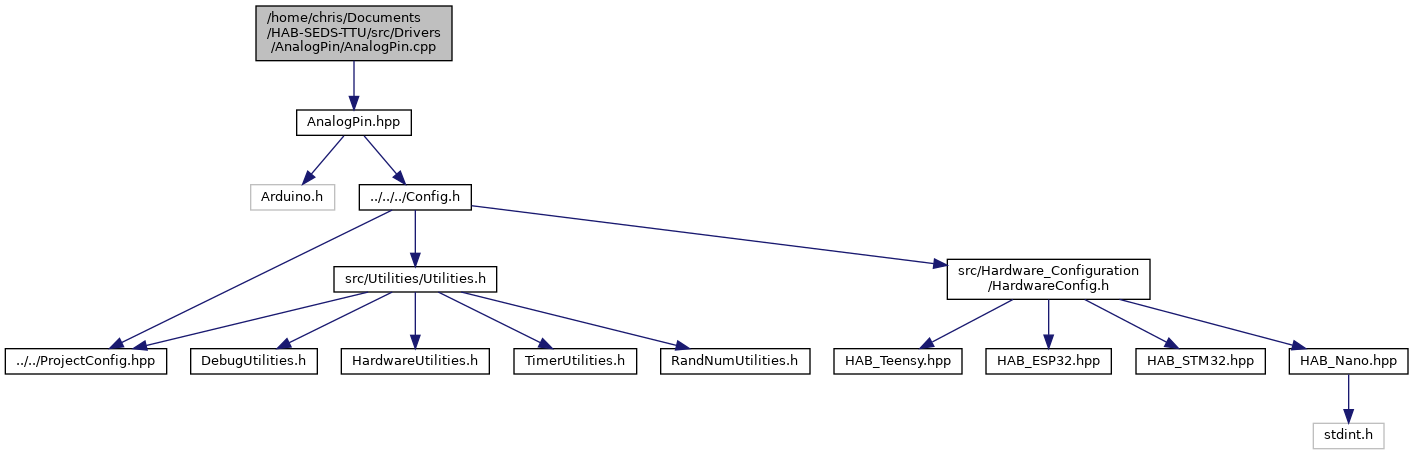 /home/chris/Documents
/HAB-SEDS-TTU/src/Drivers
/AnalogPin/AnalogPin.cpp
AnalogPin.hpp
Arduino.h
../../../Config.h
src/Utilities/Utilities.h
src/Hardware_Configuration
/HardwareConfig.h
../../ProjectConfig.hpp
DebugUtilities.h
HardwareUtilities.h
TimerUtilities.h
RandNumUtilities.h
HAB_Teensy.hpp
HAB_ESP32.hpp
HAB_STM32.hpp
HAB_Nano.hpp
stdint.h